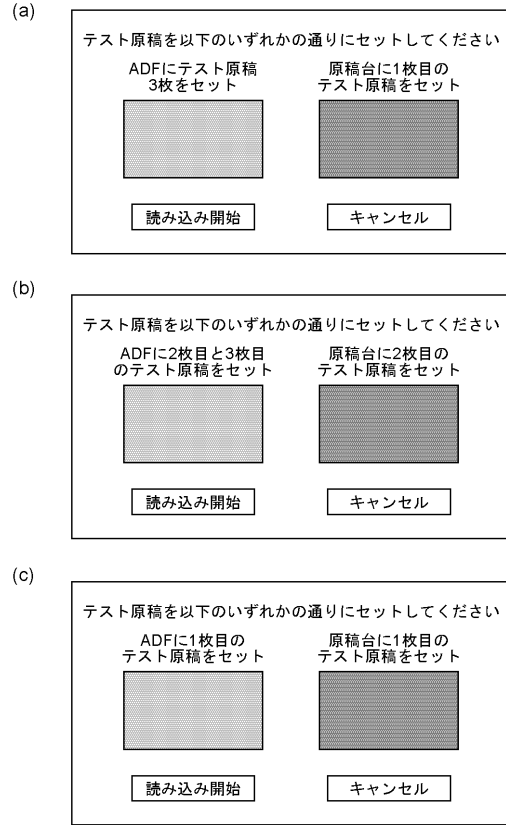 (a)
テスト原稿を以下のいずれかの通りにセットしてください
ADFにテスト原稿
3枚をセット
原稿台に1枚目の
テスト原稿をセット
読み込み開始
キャンセル
(b)
テスト原稿を以下のいずれかの通りにセットしてください
ADFに2枚目と3枚目
のテスト原稿をセット
原稿台に2枚目の
テスト原稿をセット
読み込み開始
キャンセル
(c)
テスト原稿を以下のいずれかの通りにセットしてください
ADFに1枚目の
テスト原稿をセット
原稿台に1枚目の
テスト原稿をセット
読み込み開始
キャンセル